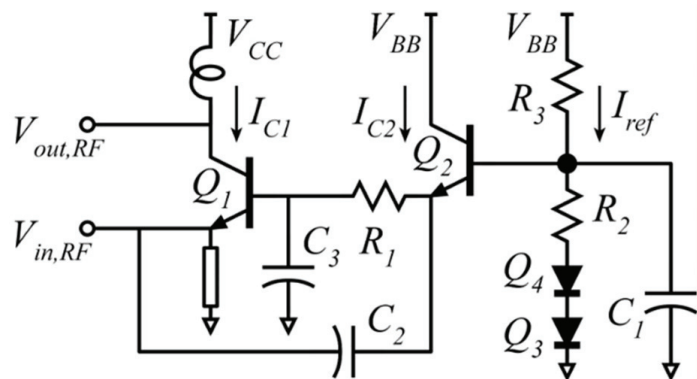 V_CC
V_BB
V_BB
V_out,RF
I_C1
I_C2
R_3
I_ref
Q_1
Q_2
V_in,RF
C_3
R_1
R_2
Q_4
C_2
Q_3
C_1